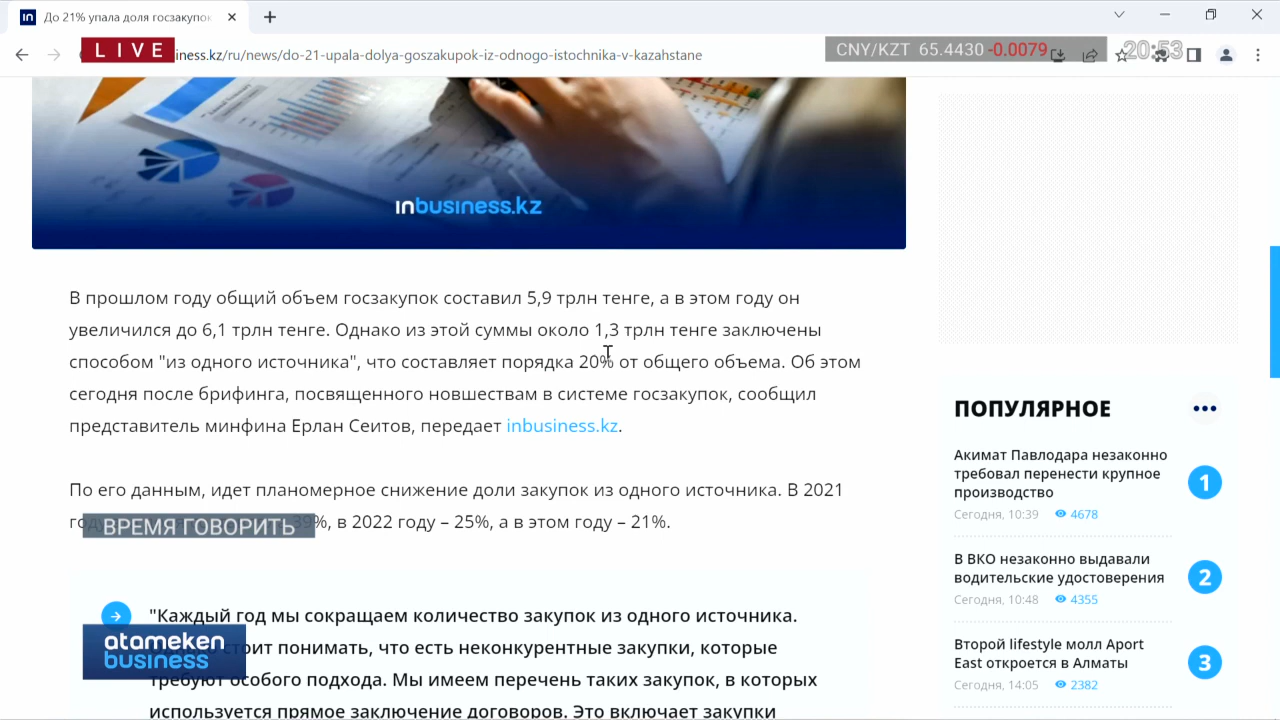 in До 21% упала доля госзакупок
LIVE
iness.kz/ru/news/do-21-upala-dolya-goszakupok-iz-odnogo-istochnika-v-kazahstane
CNY/KZT 65.4430 -0.0079
20:53
inbusiness.kz
В прошлом году общий объем госзакупок составил 5,9 трлн тенге, а в этом году он
увеличился до 6,1 трлн тенге. Однако из этой суммы около 1,3 трлн тенге заключены
способом "из одного источника", что составляет порядка 20% от общего объема. Об этом
сегодня после брифинга, посвященного новшествам в системе госзакупок, сообщил
представитель минфина Ерлан Сеитов, передает inbusiness.kz.
По его данным, идет планомерное снижение доли закупок из одного источника. В 2021
39%, в 2022 году – 25%, а в этом году – 21%.
ВРЕМЯ ГОВОРИТЬ
"Каждый год мы сокращаем количество закупок из одного источника.
стоит понимать, что есть неконкурентные закупки, которые
требуют особого подхода. Мы имеем перечень таких закупок, в которых
используется прямое заключение договоров. Это включает закупки
atameken
business
ПОПУЛЯРНОЕ
Акимат Павлодара незаконно
требовал перенести крупное
производство
1
Сегодня, 10:39 4678
В ВКО незаконно выдавали
водительские удостоверения
2
Сегодня, 10:48 4355
Второй lifestyle молл Aport
East откроется в Алматы
3
Сегодня, 14:05 2382